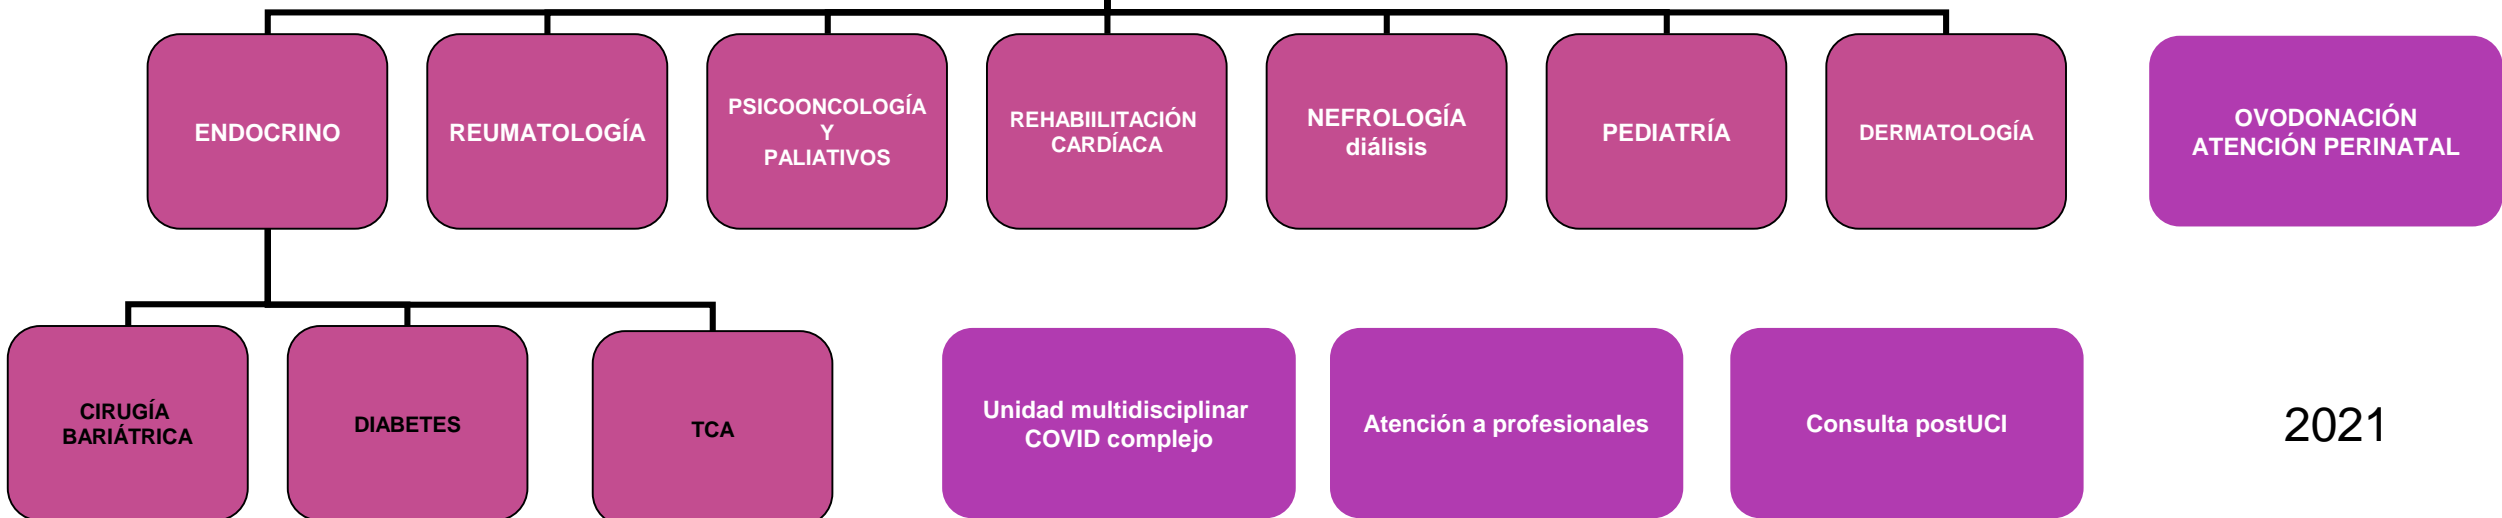 ENDOCRINO
REUMATOLOGÍA
PSICOONCOLOGÍA
Y
PALIATIVOS
REHABIILITACIÓN
CARDÍACA
NEFROLOGÍA
diálisis
PEDIATRÍA
DERMATOLOGÍA
OVODONACIÓN
ATENCIÓN PERINATAL
CIRUGÍA
BARIÁTRICA
DIABETES
TCA
Unidad multidisciplinar
COVID complejo
Atención a profesionales
Consulta postUCI
2021